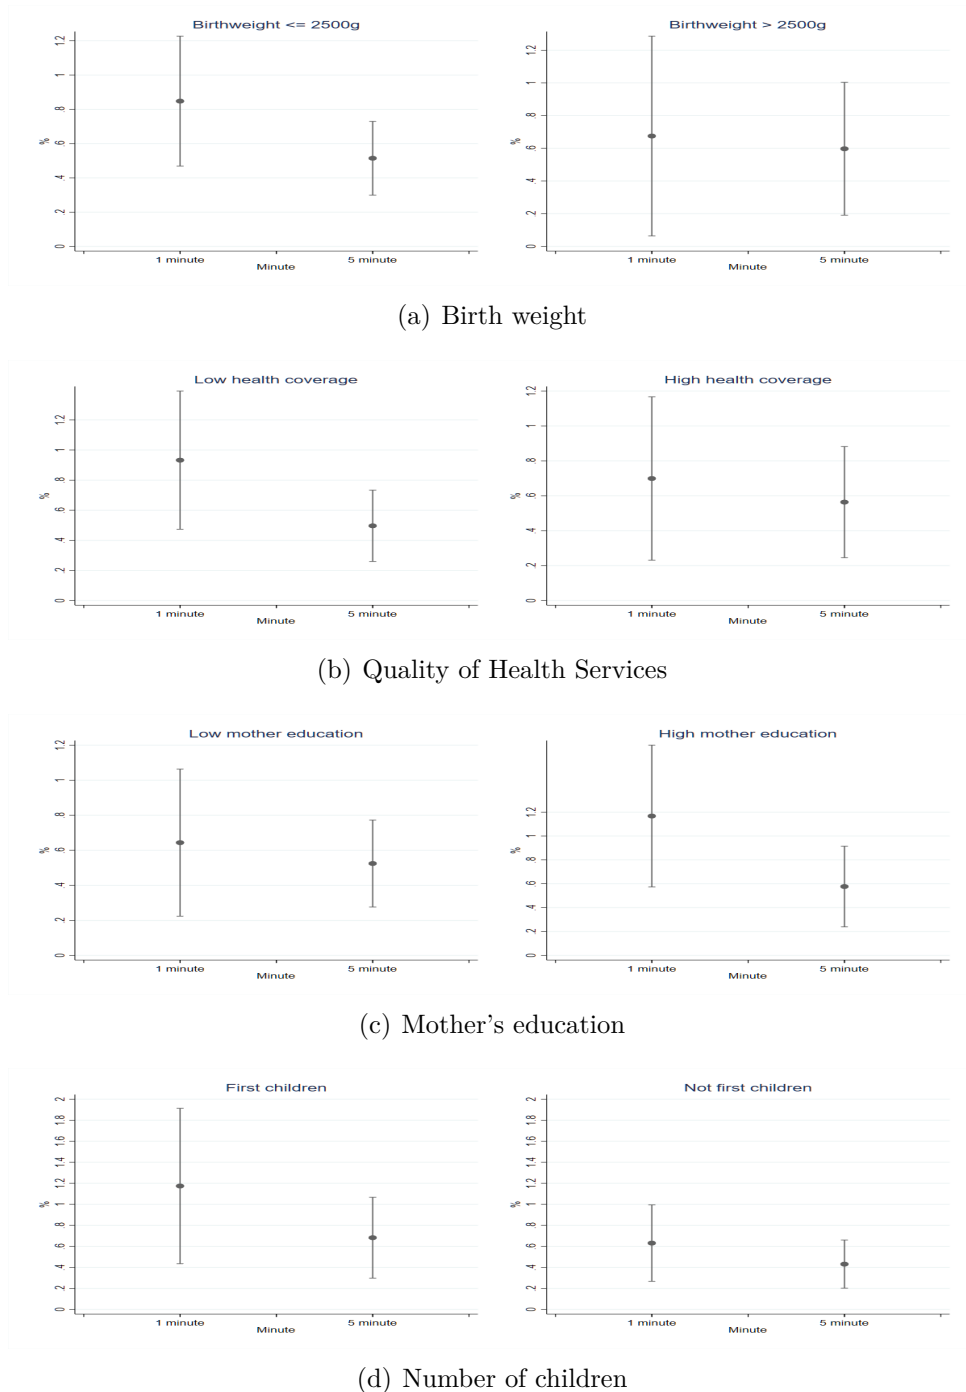 Birthweight <= 2500g
Birthweight > 2500g
%
0 .2 .4 .6 .8 1 1.2
1 minute 5 minute
Minute
%
0 .2 .4 .6 .8 1 1.2
1 minute 5 minute
Minute
(a) Birth weight
Low health coverage
High health coverage
%
0 .2 .4 .6 .8 1 1.2
1 minute 5 minute
Minute
%
0 .2 .4 .6 .8 1 1.2
1 minute 5 minute
Minute
(b) Quality of Health Services
Low mother education
High mother education
%
0 .2 .4 .6 .8 1 1.2
1 minute 5 minute
Minute
%
0 .2 .4 .6 .8 1 1.2
1 minute 5 minute
Minute
(c) Mother's education
First children
Not first children
%
0 .2 .4 .6 .8 1 1.2 1.4 1.6 1.8 2
1 minute 5 minute
Minute
%
0 .2 .4 .6 .8 1 1.2 1.4 1.6 1.8 2
1 minute 5 minute
Minute
(d) Number of children